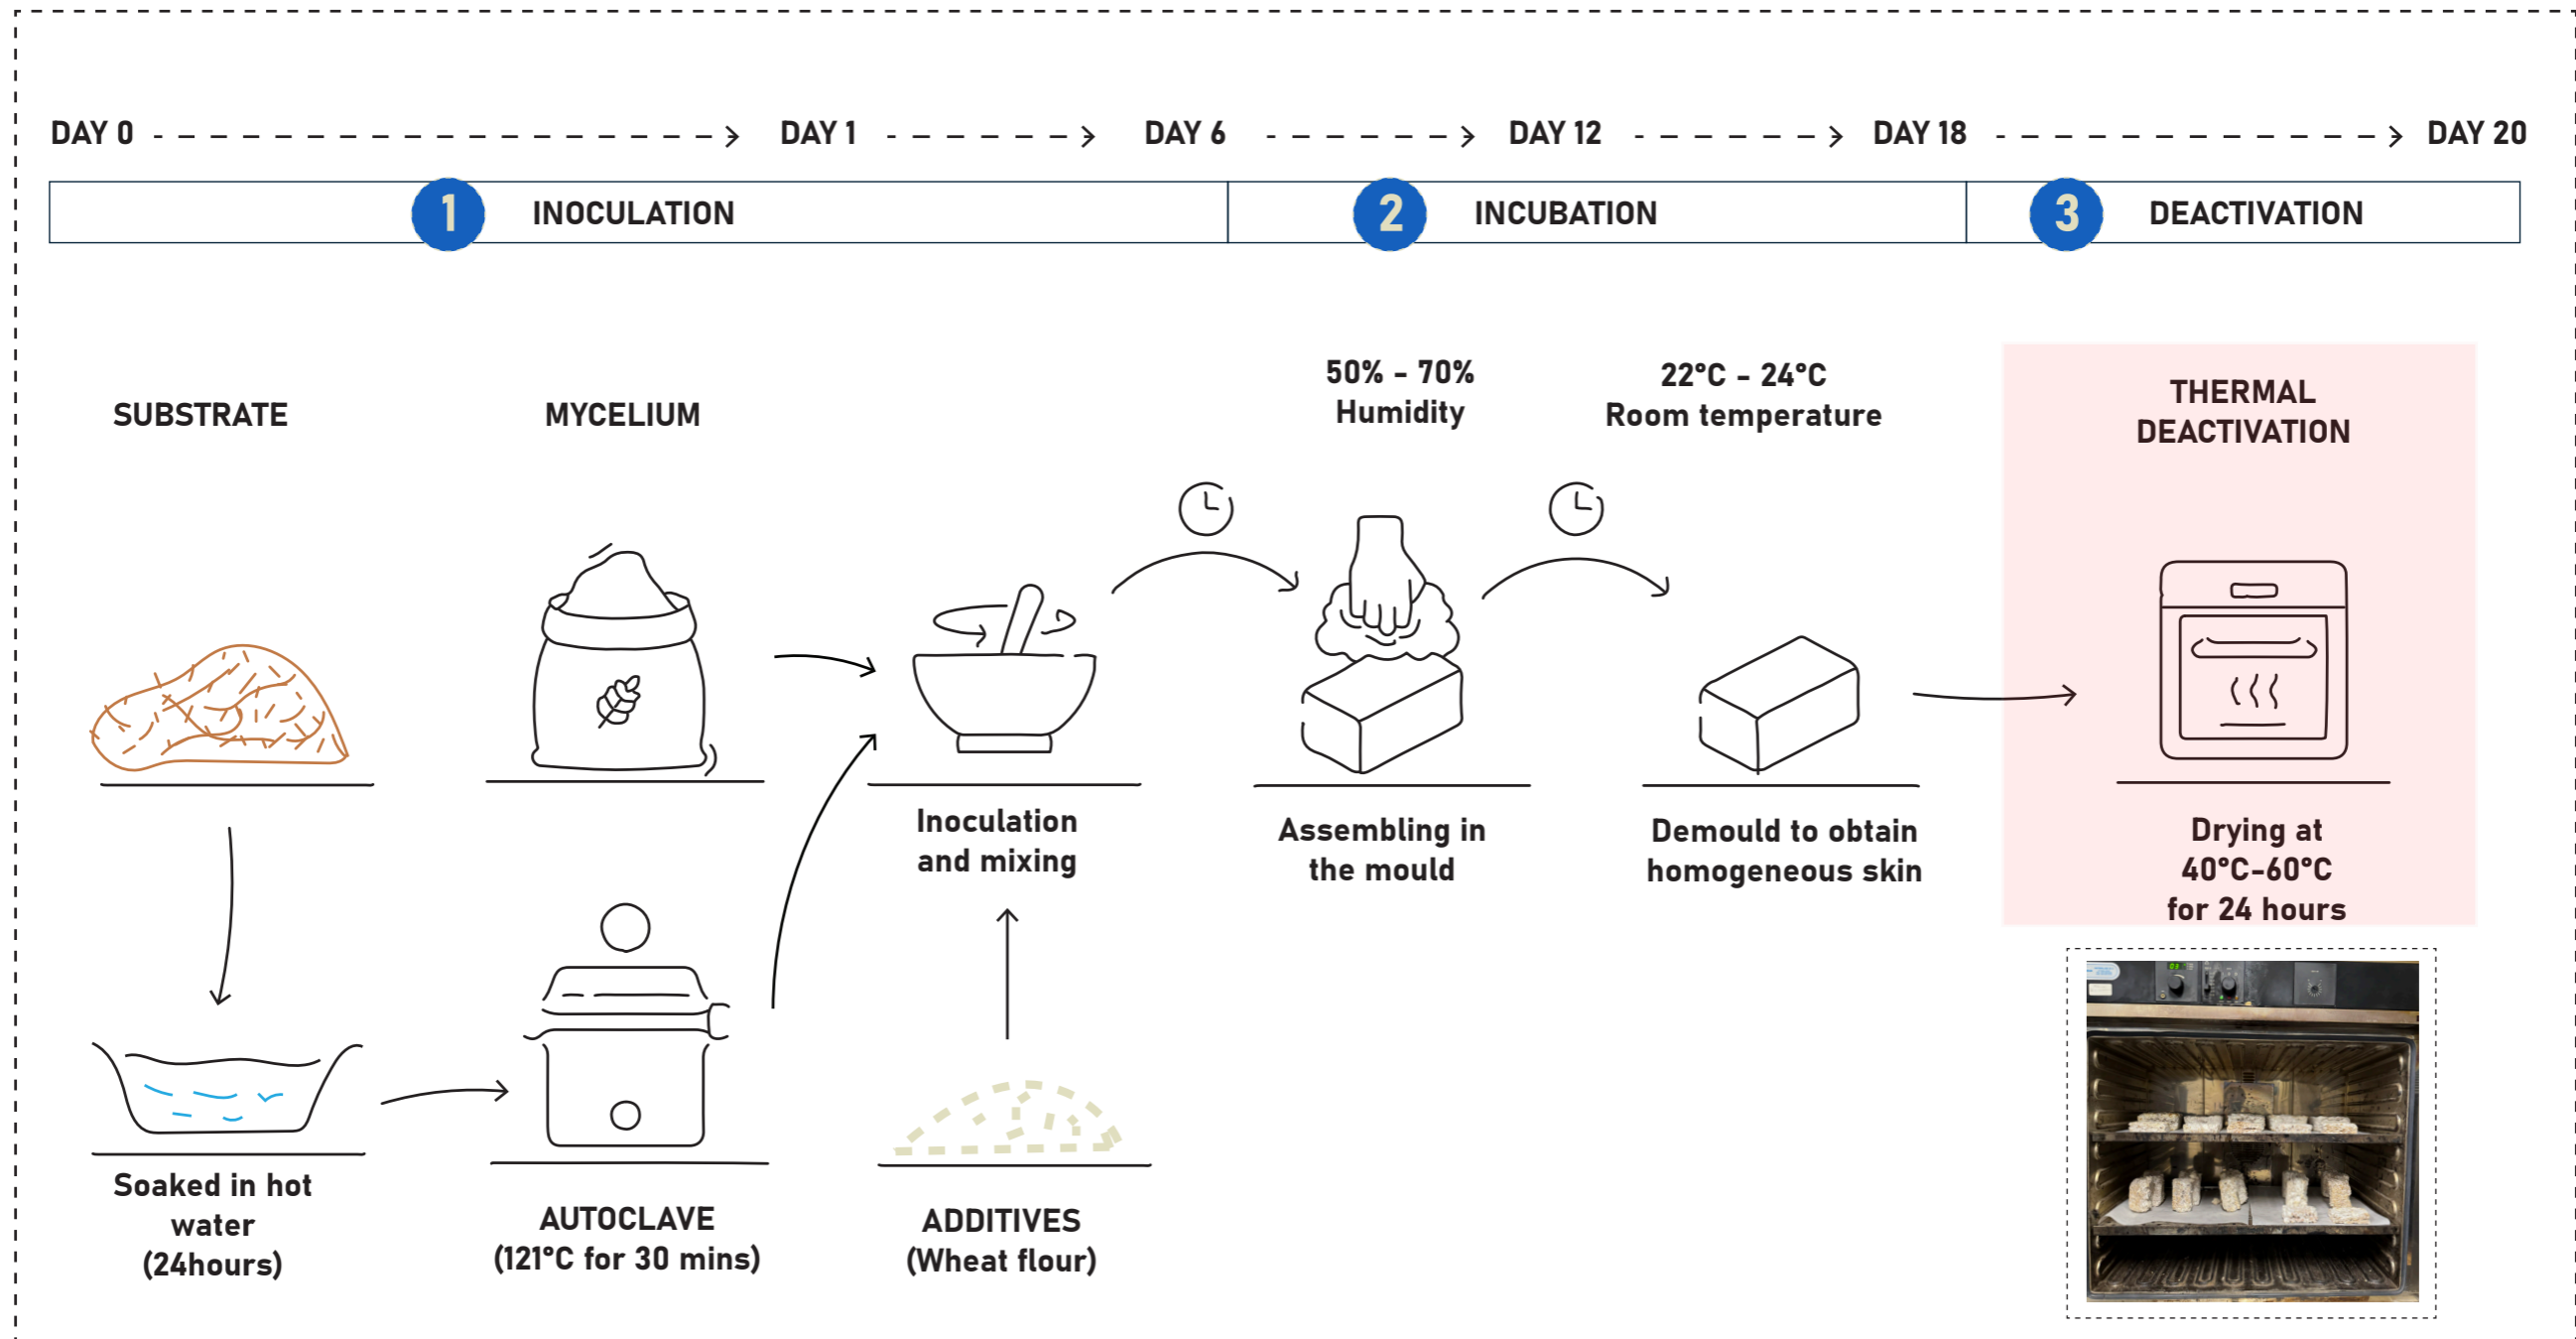 DAY 0
DAY 1
DAY 6
DAY 12
DAY 18
DAY 20
1
INOCULATION
2
INCUBATION
3
DEACTIVATION
SUBSTRATE
MYCELIUM
50% - 70%
Humidity
22°C - 24°C
Room temperature
THERMAL
DEACTIVATION
Inoculation
and mixing
Assembling in
the mould
Demould to obtain
homogeneous skin
Drying at
40°C-60°C
for 24 hours
Soaked in hot
water
(24hours)
AUTOCLAVE
(121°C for 30 mins)
ADDITIVES
(Wheat flour)